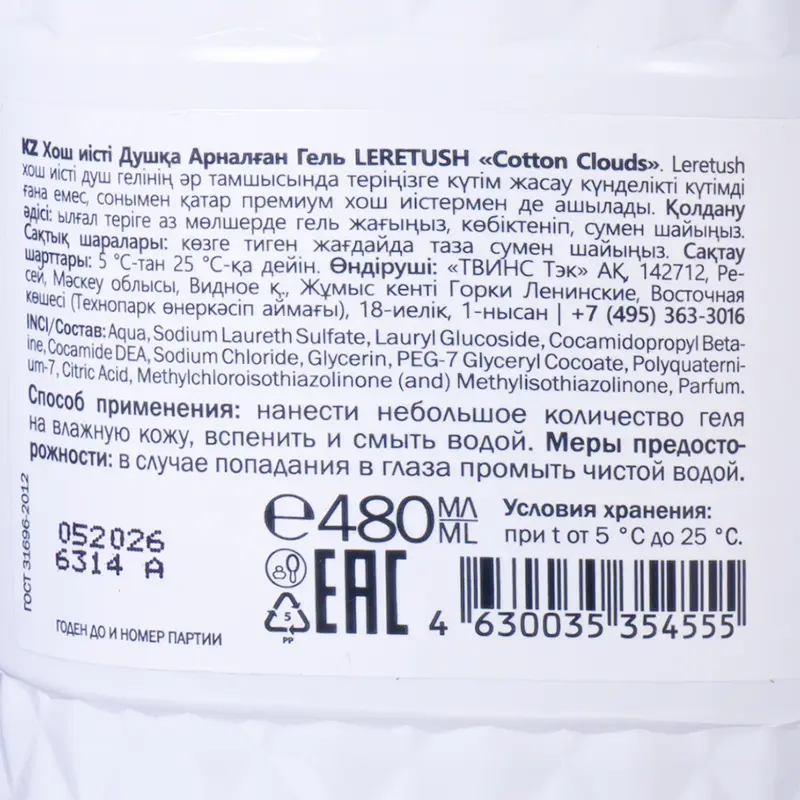 KZ Хош иісті Душқа Арналған Гель LERETUSH «Cotton Clouds». Leretush
хош иісті душ гелінің әр тамшысында теріңізге күтім жасау күнделікті күтімді
ғана емес, сонымен қатар премиум хош иістермен де ашылады. Қолдану
әдісі: ылғал теріге аз мөлшерде гель жағыңыз, көбіктеніп, сумен шайыңыз.
Сақтық шаралары: көзге тиген жағдайда таза сумен шайыңыз. Сақтау
шарттары: 5 °С-тан 25 °С-қа дейін. Өндіруші: «ТВИНС Тэк» АҚ, 142712, Ре-
сей, Мәскеу облысы, Видное қ., Жұмыс кенті Горки Ленинские, Восточная
көшесі (Технопарк өнеркәсіп аймағы), 18-иелік, 1-нысан | +7 (495) 363-3016
INCI/Состав: Aqua, Sodium Laureth Sulfate, Lauryl Glucoside, Cocamidopropyl Beta-
ine, Cocamide DEA, Sodium Chloride, Glycerin, PEG-7 Glyceryl Cocoate, Polyquaterni-
um-7, Citric Acid, Methylchloroisothiazolinone (and) Methylisothiazolinone, Parfum.
Способ применения: нанести небольшое количество геля
на влажную кожу, вспенить и смыть водой. Меры предосто-
рожности: в случае попадания в глаза промыть чистой водой.
ГОСТ 31696-2012
052026
6314 A
ГОДЕН ДО И НОМЕР ПАРТИИ
℮480 МЛ
ML
Условия хранения:
при t от 5 °С до 25 °С.
5
PP
EAC
4 630035 354555